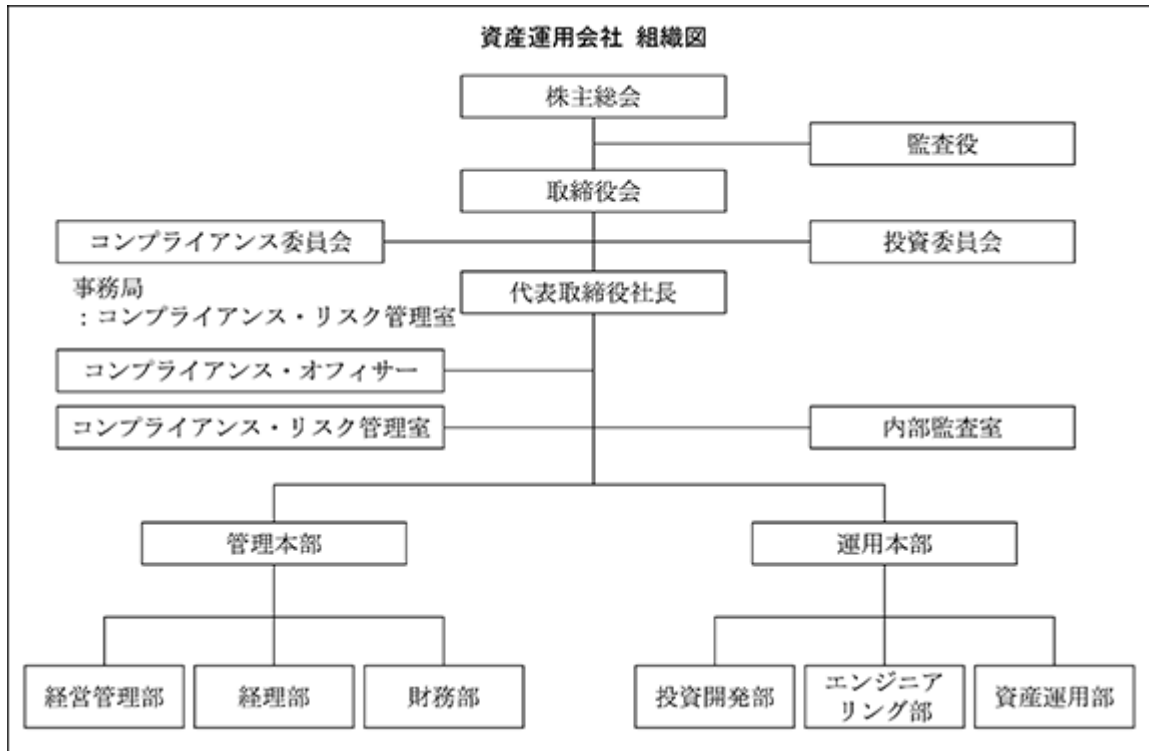 資産運用会社 組織図
株主総会
監査役
取締役会
コンプライアンス委員会
投資委員会
事務局
：コンプライアンス・リスク管理室
代表取締役社長
コンプライアンス・オフィサー
コンプライアンス・リスク管理室
内部監査室
管理本部
運用本部
経営管理部
経理部
財務部
投資開発部
エンジニア
リング部
資産運用部